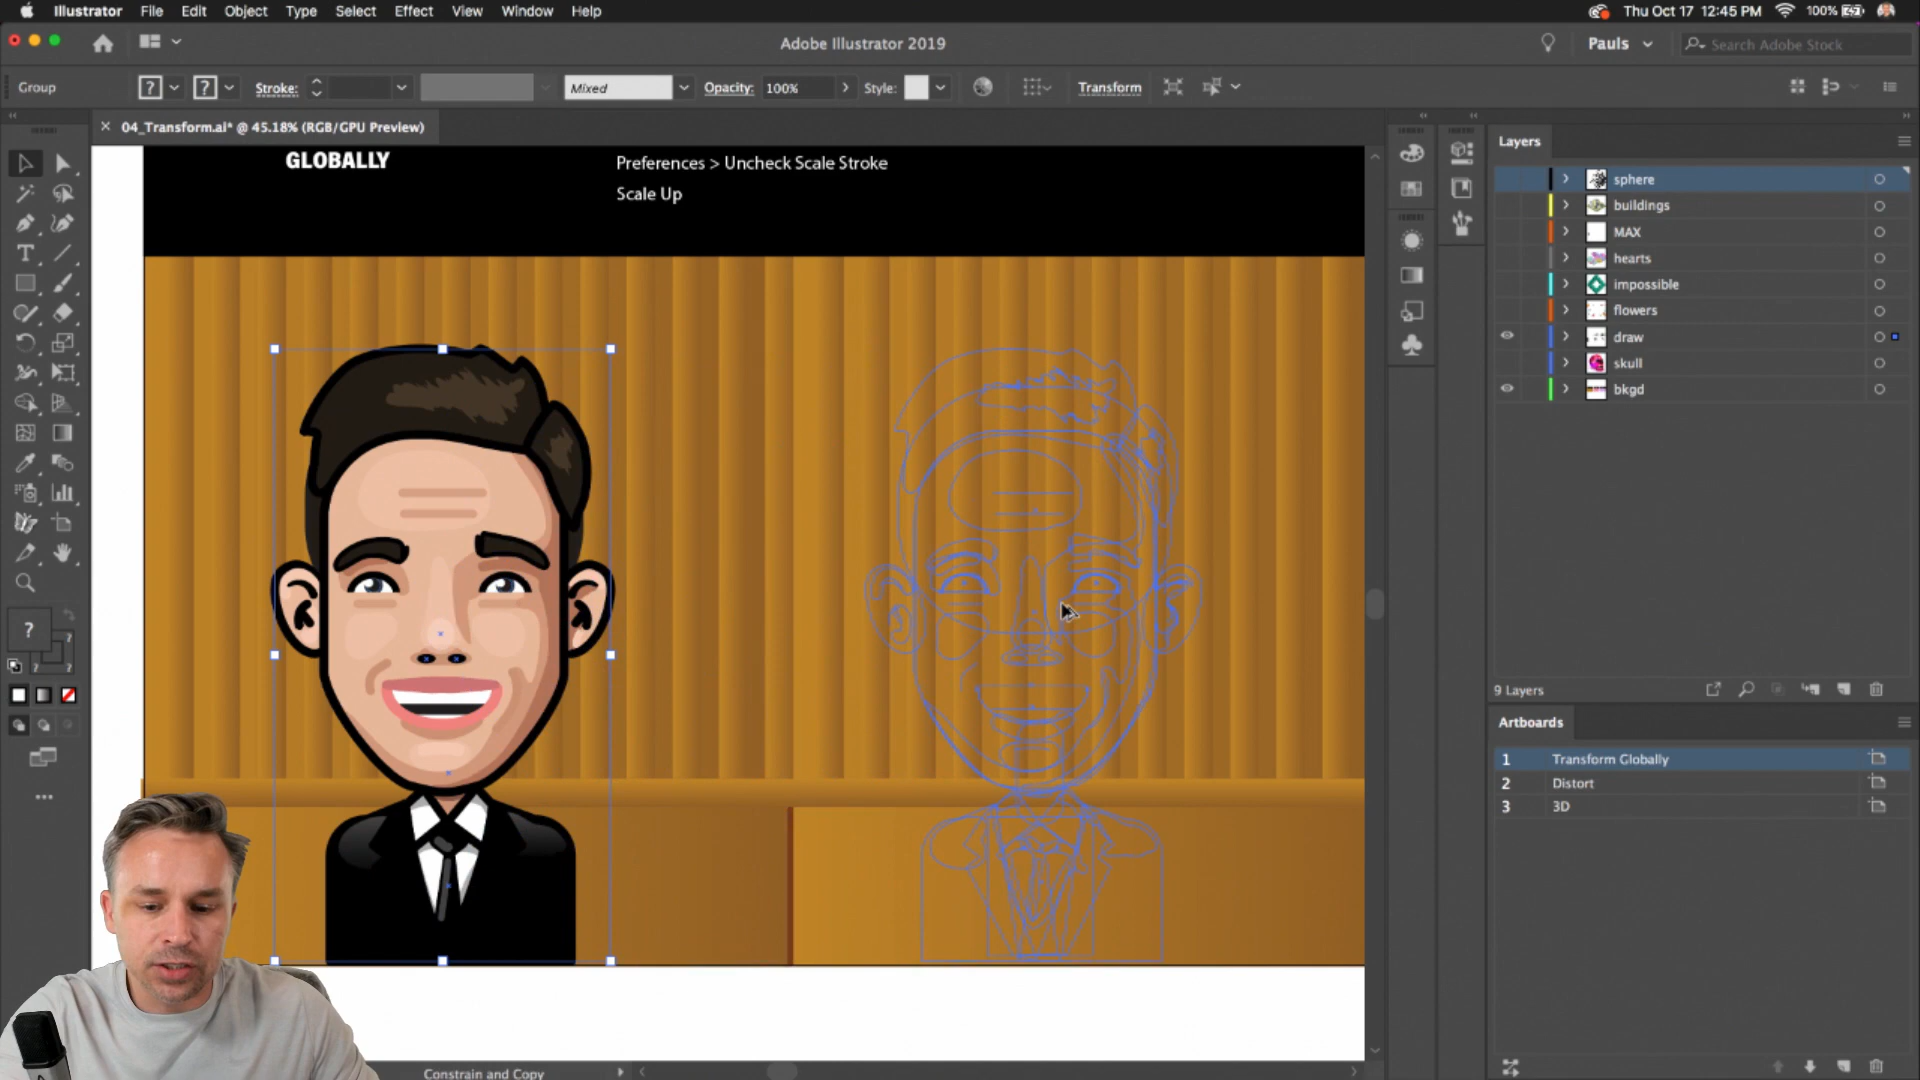 Illustrator File Edit Object Type Select Effect View Window Help
Thu Oct 17 12:45 PM 100%
Adobe Illustrator 2019
Pauls
Search Adobe Stock
Group
? ?
Stroke:
Mixed
Opacity: 100%
Style:
Transform
× 04_Transform.ai* @ 45.18% (RGB/GPU Preview)
GLOBALLY
Preferences > Uncheck Scale Stroke
Scale Up
?
? ? ?
Constrain and Copy
Layers
sphere
buildings
MAX
hearts
impossible
flowers
draw
skull
bkgd
9 Layers
Artboards
1 Transform Globally
2 Distort
3 3D